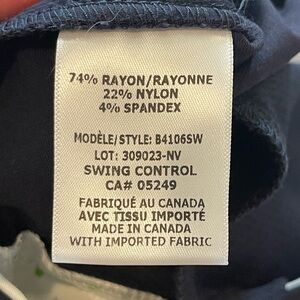 74% RAYON/RAYONNE
22% NYLON
4% SPANDEX
MODÈLE/STYLE: B4106SW
LOT: 309023-NV
SWING CONTROL
CA# 05249
FABRIQUÉ AU CANADA
AVEC TISSU IMPORTÉ
MADE IN CANADA
WITH IMPORTED FABRIC